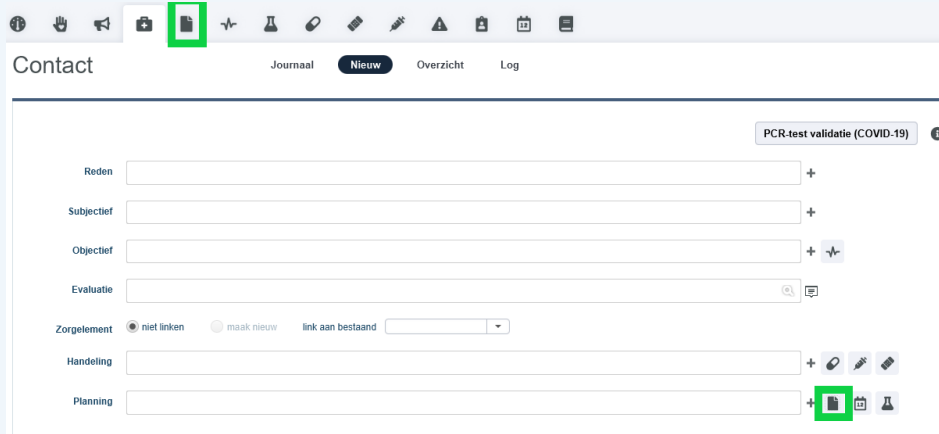 Contact
Journaal Nieuw Overzicht Log
PCR-test validatie (COVID-19)
Reden
Subjectief
Objectief
Evaluatie
Zorgelement niet linken maak nieuw link aan bestaand
Handeling
Planning